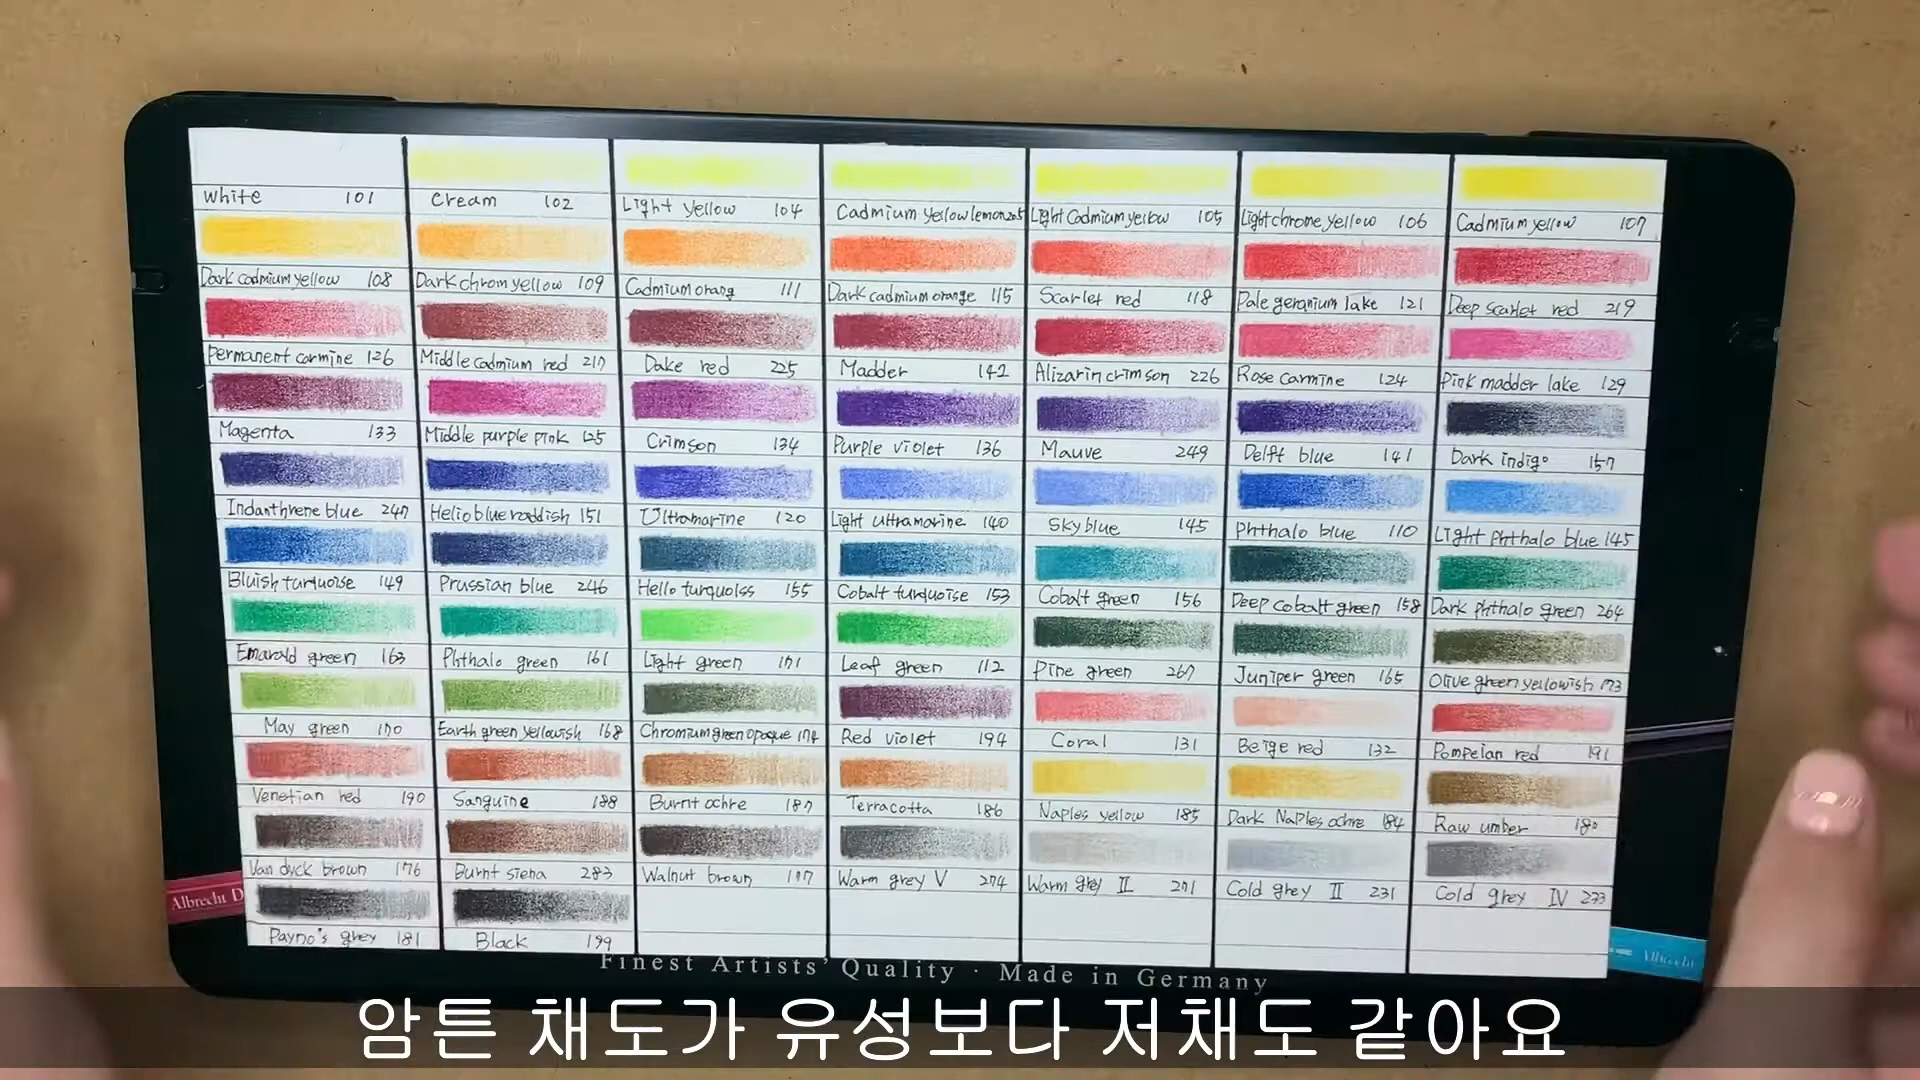 White 101 Cream 102 Light Yellow 104 Cadmium yellow lemon 205 Light Cadmium yellow 105 Light chrome yellow 106 Cadmium yellow 107
Dark cadmium yellow 108 Dark chrom yellow 109 Cadmium orang 111 Dark cadmium orange 115 Scarlet red 118 Pale geranium lake 121 Deep scarlet red 219
Permanent carmine 126 Middle cadmium red 217 Dake red 225 Madder 142 Alizarin crimson 226 Rose carmine 124 Pink madder lake 129
Magenta 133 Middle purple pink 125 Crimson 134 Purple violet 136 Mauve 249 Delft blue 141 Dark indigo 157
Indanthrene blue 247 Helio blue roddish 151 Ultramarine 120 Light ultramarine 140 Sky blue 145 Phthalo blue 110 Light phthalo blue 145
Bluish turquoise 149 Prussian blue 246 Hello turquolss 155 Cobalt turquoise 153 Cobalt green 156 Deep cobalt green 158 Dark phthalo green 264
Emarald green 163 Phthalo green 161 Light green 171 Leaf green 112 Pine green 267 Juniper green 165 Olive green yellowish 173
May green 170 Earth green yellowish 168 Chromium green opaque 174 Red violet 194 Coral 131 Beige red 132 Pompeian red 191
Venetian red 190 Sanguine 188 Burnt ochre 187 Terracotta 186 Naples yellow 185 Dark Naples ochre 184 Raw umber 180
Van dyck brown 176 Burnt siena 283 Walnut brown 177 Warm grey V 274 Warm grey II 271 Cold grey II 231 Cold grey IV 233
Payno's grey 181 Black 199
Albrecht D
Albrecht
Finest Artists' Quality · Made in Germany
암튼 채도가 유성보다 저채도 같아요